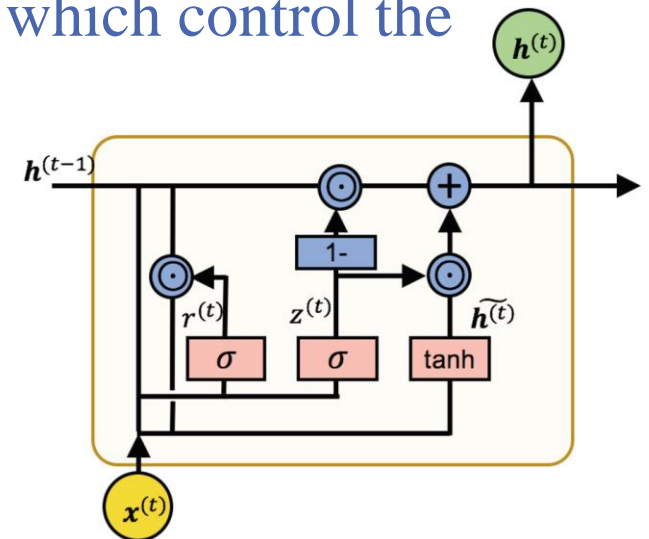 which control the
h^(t)
h^(t-1)
1-
r^(t)
z^(t)
h̃^(t)
σ
σ
tanh
x^(t)